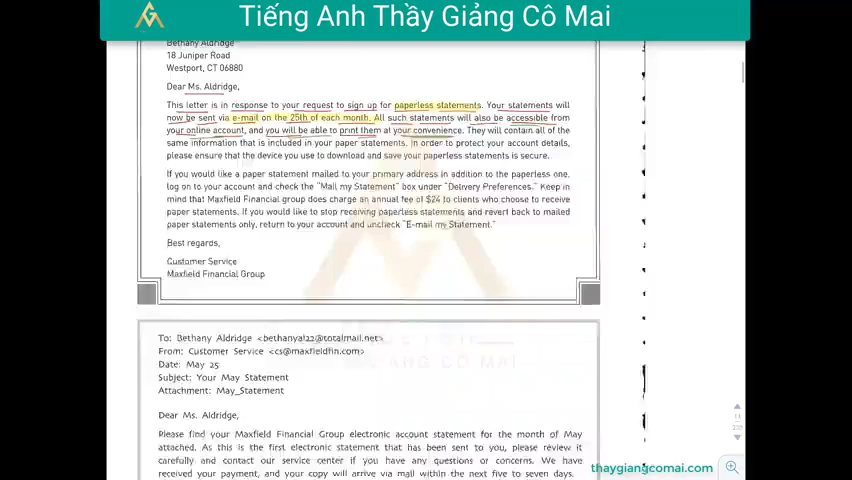 Tiếng Anh Thầy Giảng Cô Mai
Bethany Aldridge
18 Juniper Road
Westport, CT 06880
Dear Ms. Aldridge,
This letter is in response to your request to sign up for paperless statements. Your statements will
now be sent via e-mail on the 25th of each month. All such statements will also be accessible from
your online account, and you will be able to print them at your convenience. They will contain all of the
same information that is included in your paper statements. In order to protect your account details,
please ensure that the device you use to download and save your paperless statements is secure.
If you would like a paper statement mailed to your primary address in addition to the paperless one,
log on to your account and check the "Mail my Statement" box under "Delivery Preferences." Keep in
mind that Maxfield Financial group does charge an annual fee of $24 to clients who choose to receive
paper statements. If you would like to stop receiving paperless statements and revert back to mailed
paper statements only, return to your account and uncheck "E-mail my Statement."
Best regards,
Customer Service
Maxfield Financial Group
To: Bethany Aldridge <bethanyal22@totalmail.net>
From: Customer Service <cs@maxfieldfin.com>
Date: May 25
Subject: Your May Statement
Attachment: May_Statement
GIẢNG CÔ MAI
Dear Ms. Aldridge,
Please find your Maxfield Financial Group electronic account statement for the month of May
attached. As this is the first electronic statement that has been sent to you, please review it
carefully and contact our service center if you have any questions or concerns. We have
received your payment, and your copy will arrive via mail within the next five to seven days.
thaygiangcomai.com